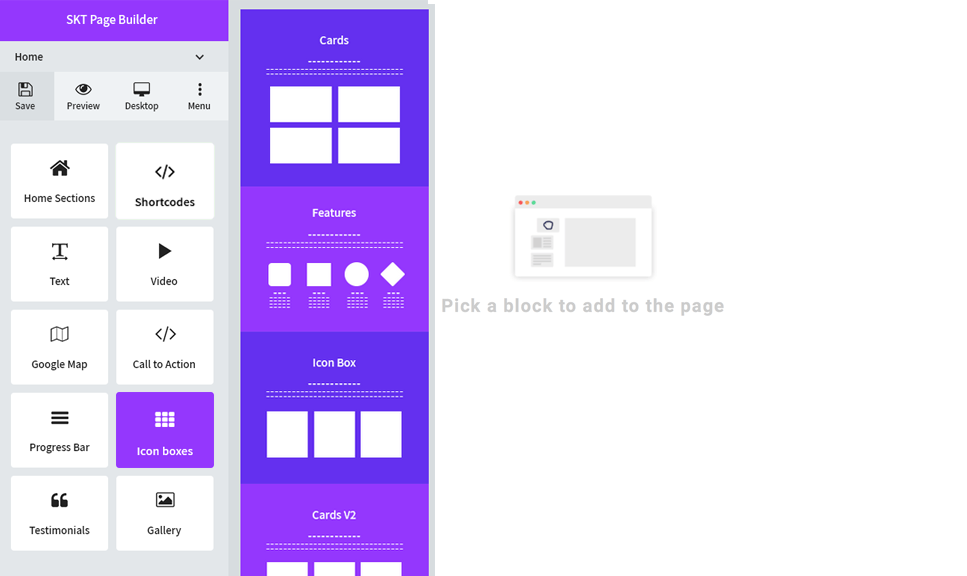 SKT Page Builder
Home
Save
Preview
Desktop
Menu
Home Sections
Shortcodes
Text
Video
Google Map
Call to Action
Progress Bar
Icon boxes
Testimonials
Gallery
Cards
Features
Icon Box
Cards V2
Pick a block to add to the page